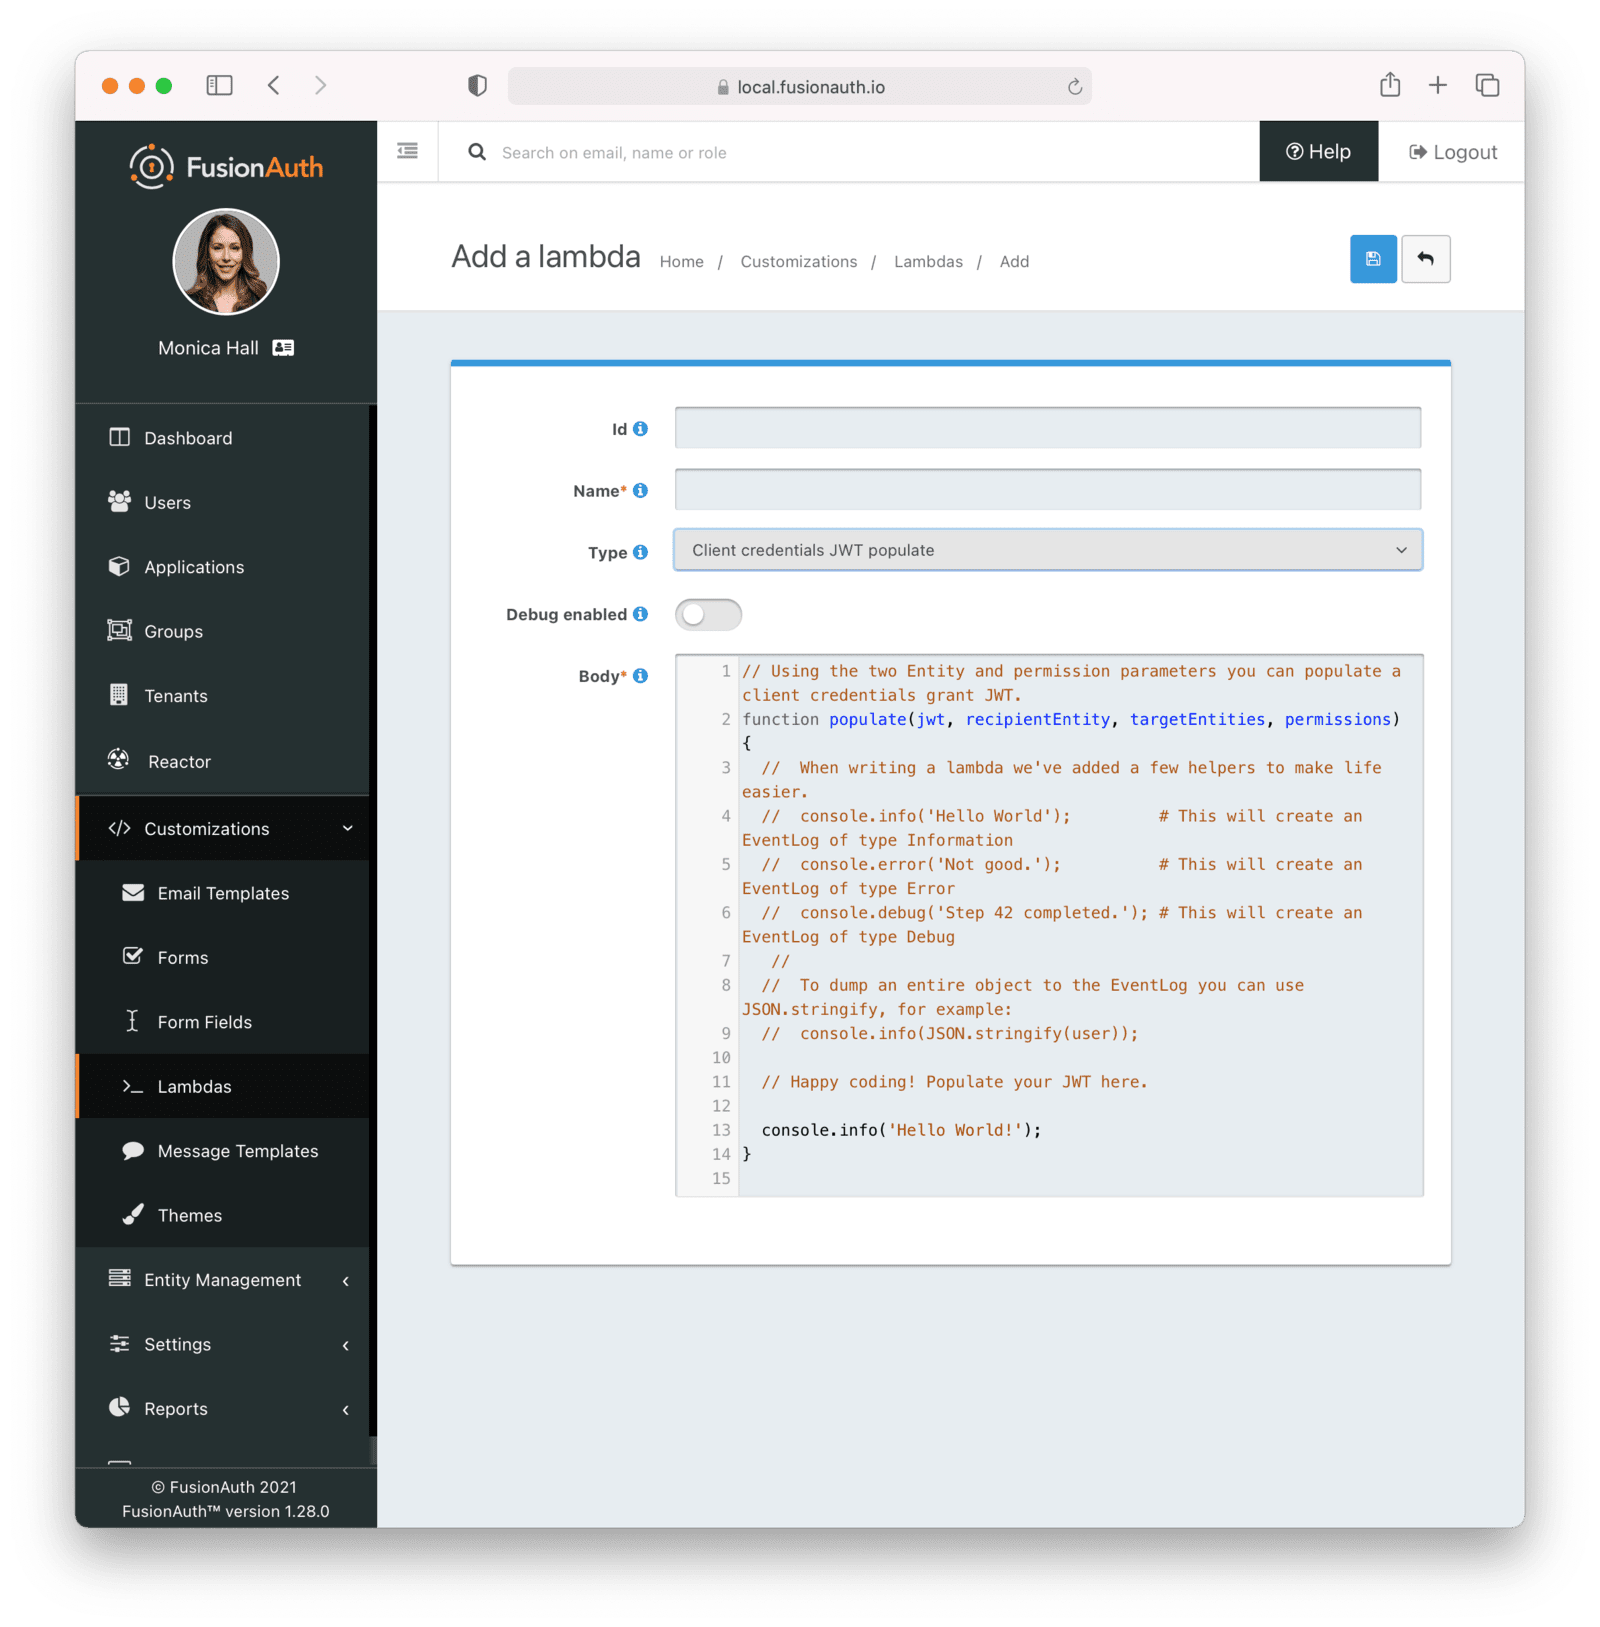 local.fusionauth.io
FusionAuth
Search on email, name or role
Help
Logout
Monica Hall
Add a lambda
Home / Customizations / Lambdas / Add
Dashboard
Users
Applications
Groups
Tenants
Reactor
Customizations
Email Templates
Forms
Form Fields
Lambdas
Message Templates
Themes
Entity Management
Settings
Reports
© FusionAuth 2021
FusionAuth™ version 1.28.0
Id
Name*
Type
Client credentials JWT populate
Debug enabled
Body*
1 // Using the two Entity and permission parameters you can populate a
client credentials grant JWT.
2 function populate(jwt, recipientEntity, targetEntities, permissions)
{
3 //  When writing a lambda we've added a few helpers to make life
easier.
4 //  console.info('Hello World');         # This will create an
EventLog of type Information
5 //  console.error('Not good.');          # This will create an
EventLog of type Error
6 //  console.debug('Step 42 completed.'); # This will create an
EventLog of type Debug
7 //
8 //  To dump an entire object to the EventLog you can use
JSON.stringify, for example:
9 //  console.info(JSON.stringify(user));
10
11 // Happy coding! Populate your JWT here.
12
13 console.info('Hello World!');
14 }
15